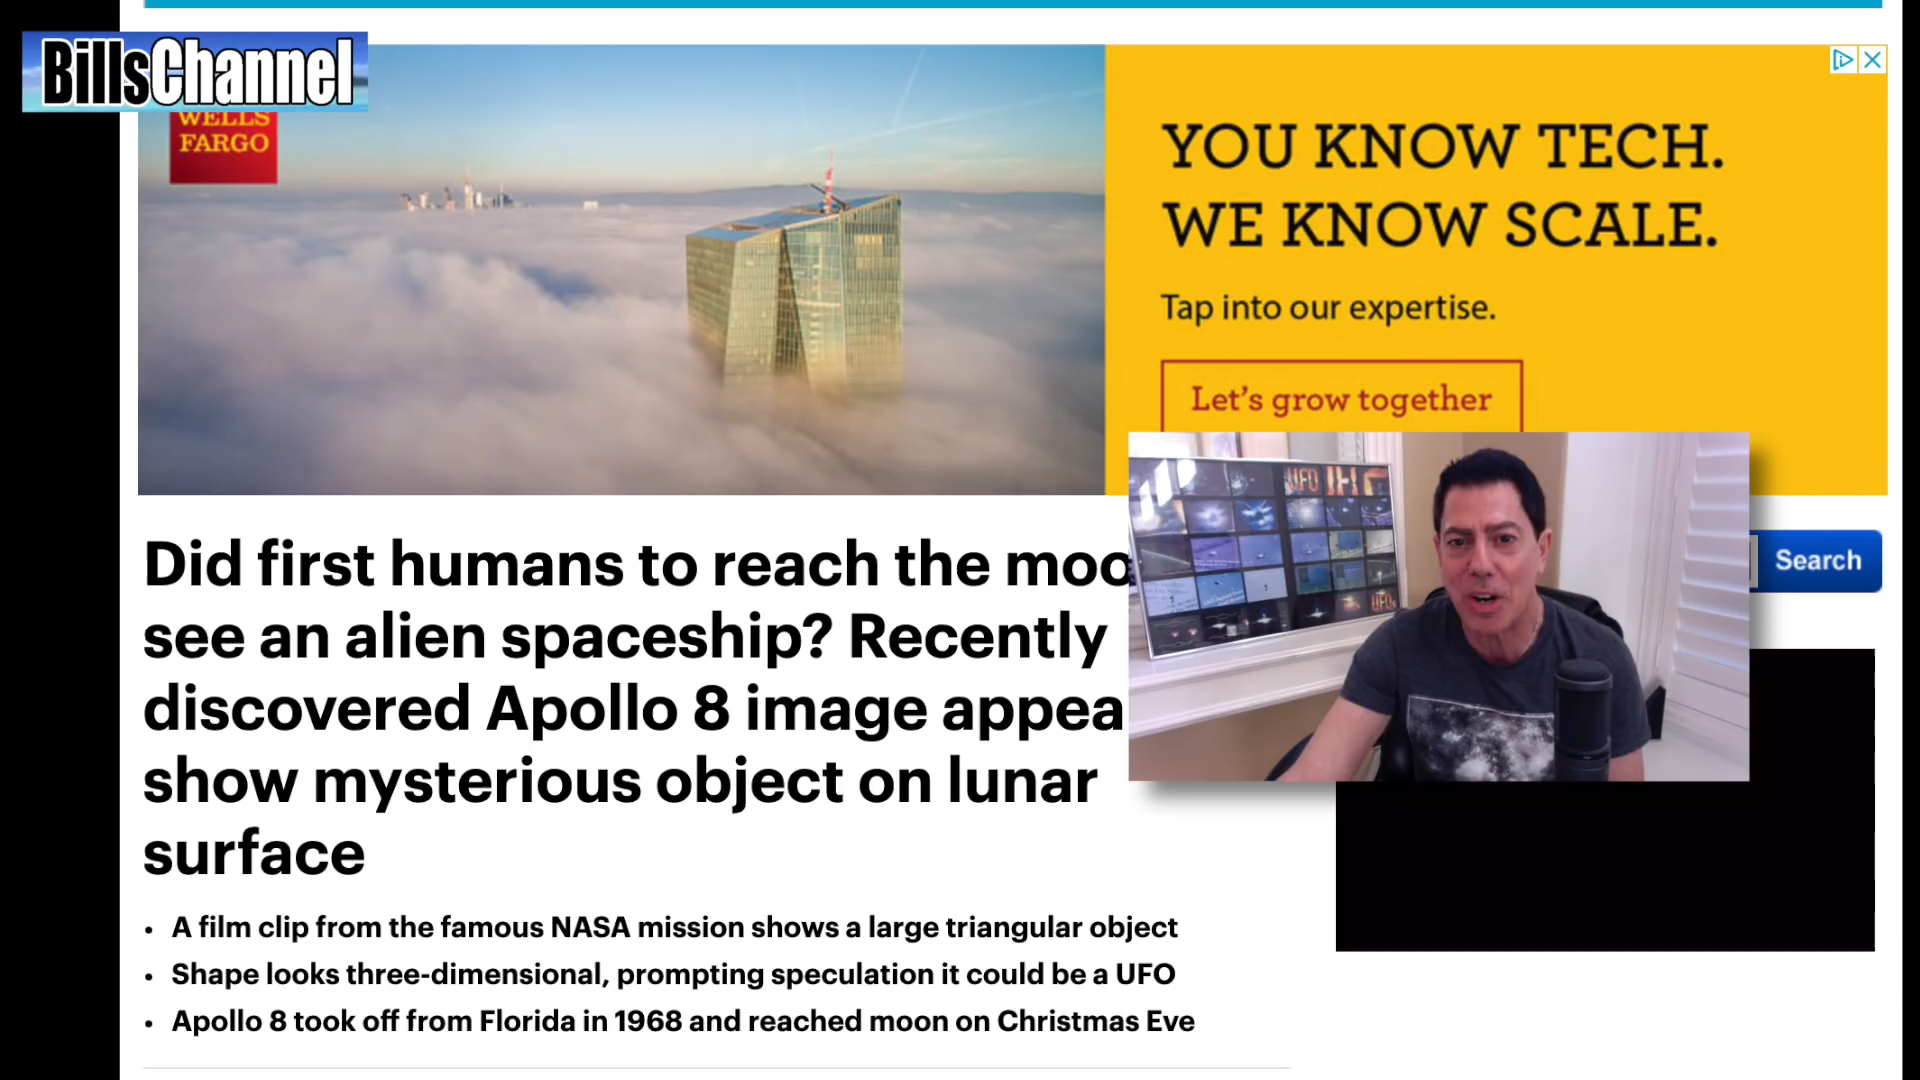 BillsChannel
WELLS
FARGO
YOU KNOW TECH.
WE KNOW SCALE.
Tap into our expertise.
Let's grow together
UFO
Search
Did first humans to reach the moo
see an alien spaceship? Recently
discovered Apollo 8 image appea
show mysterious object on lunar
surface
• A film clip from the famous NASA mission shows a large triangular object
• Shape looks three-dimensional, prompting speculation it could be a UFO
• Apollo 8 took off from Florida in 1968 and reached moon on Christmas Eve